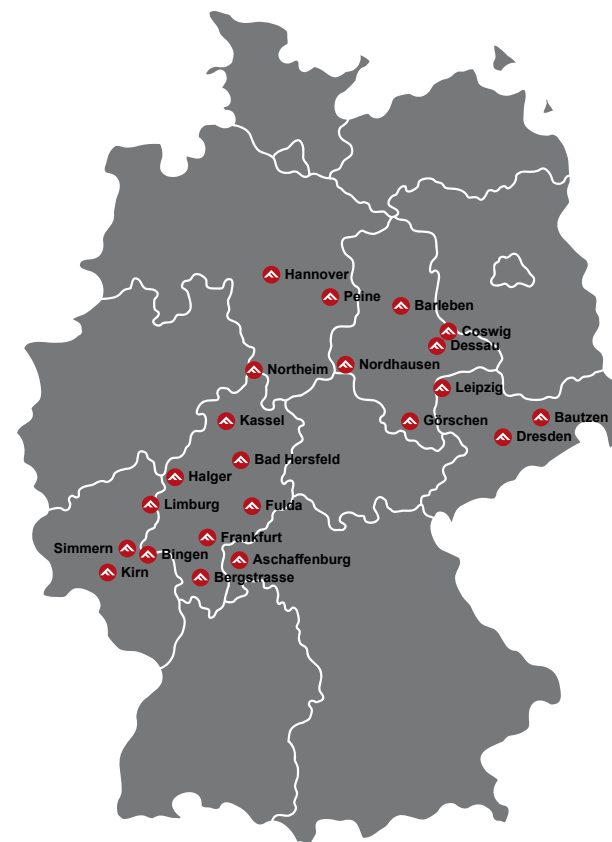 Hannover
Peine
Barleben
Coswig
Dessau
Nordhausen
Northeim
Leipzig
Kassel
Görschen
Bautzen
Dresden
Bad Hersfeld
Halger
Limburg
Fulda
Frankfurt
Simmern
Bingen
Aschaffenburg
Kirn
Bergstrasse